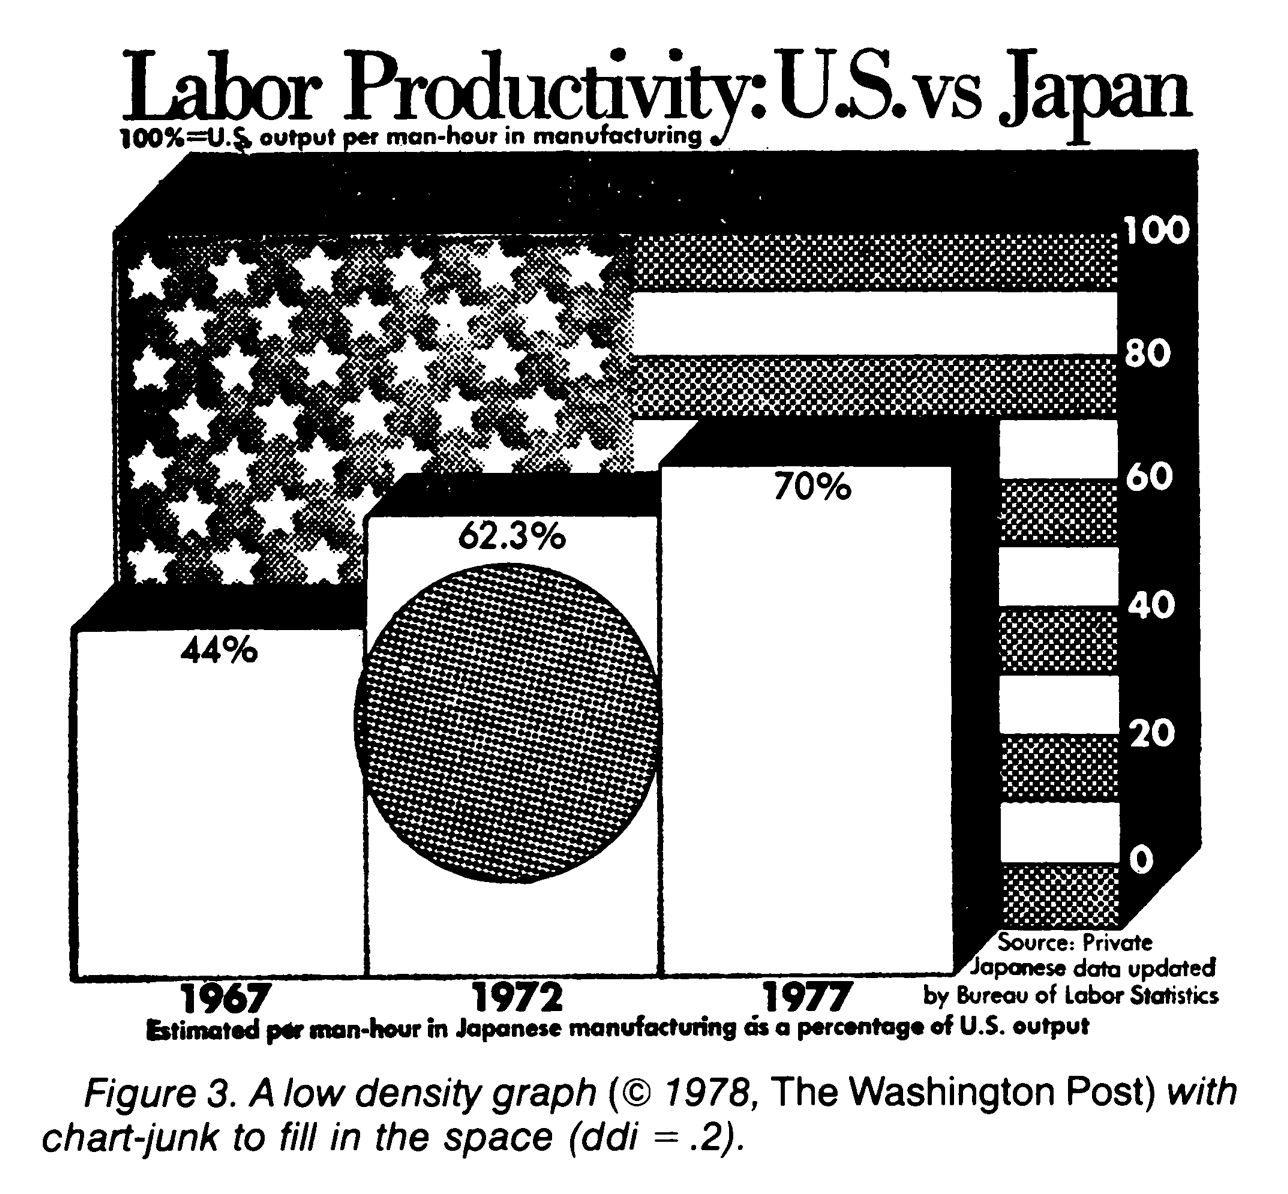 Labor Productivity: U.S. vs Japan
100%=U.S. output per man-hour in manufacturing
100
80
60
40
20
0
70%
62.3%
44%
Source: Private
Japanese data updated
by Bureau of Labor Statistics
1967 1972 1977
Estimated per man-hour in Japanese manufacturing as a percentage of U.S. output
Figure 3. A low density graph (© 1978, The Washington Post) with
chart-junk to fill in the space (ddi = .2).